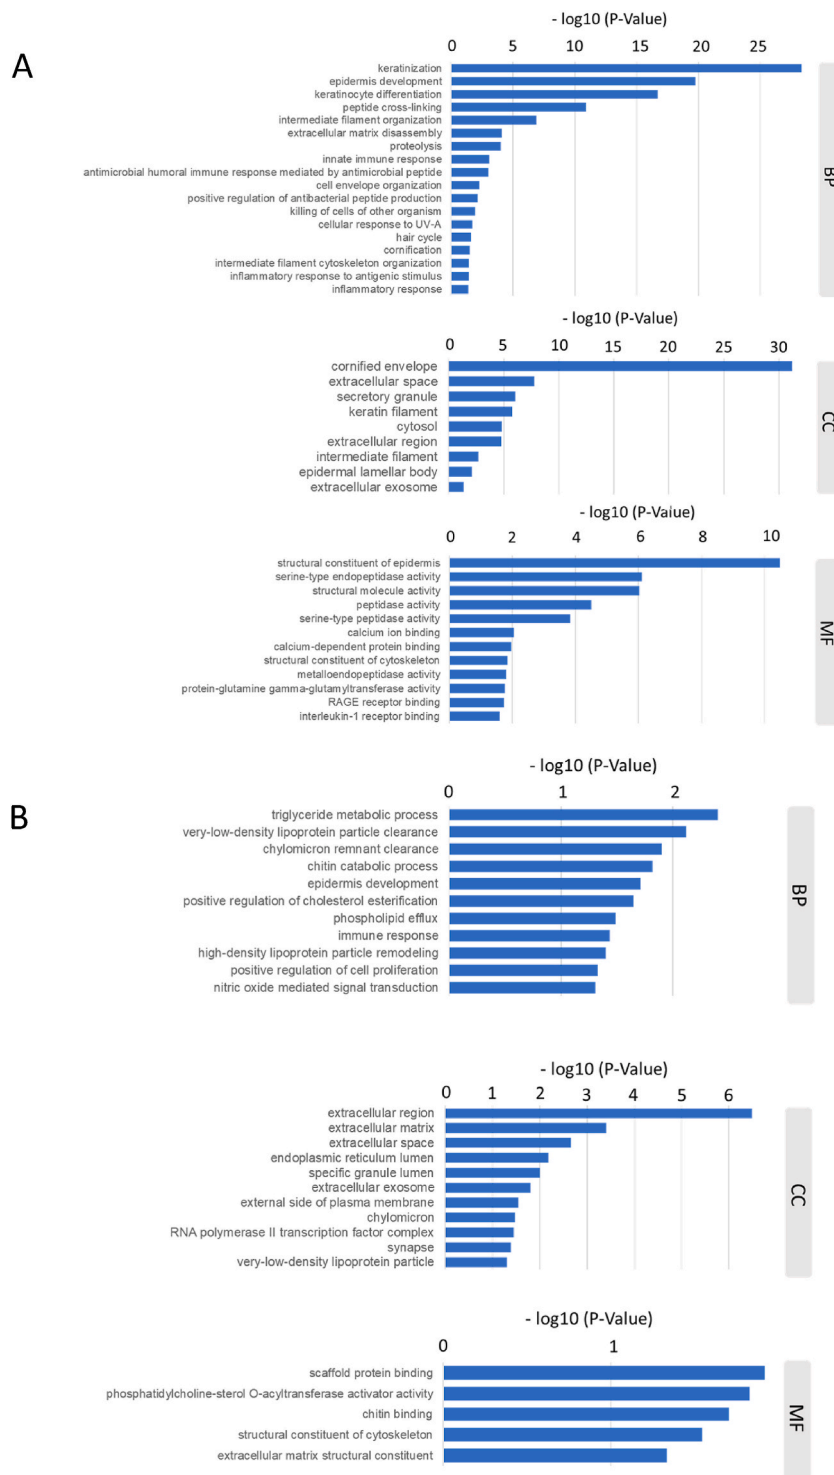 A
- log10 (P-Value)
0 5 10 15 20 25
keratinization
epidermis development
keratinocyte differentiation
peptide cross-linking
intermediate filament organization
extracellular matrix disassembly
proteolysis
innate immune response
antimicrobial humoral immune response mediated by antimicrobial peptide
cell envelope organization
positive regulation of antibacterial peptide production
killing of cells of other organism
cellular response to UV-A
hair cycle
cornification
intermediate filament cytoskeleton organization
inflammatory response to antigenic stimulus
inflammatory response
BP
- log10 (P-Value)
0 5 10 15 20 25 30
cornified envelope
extracellular space
secretory granule
keratin filament
cytosol
extracellular region
intermediate filament
epidermal lamellar body
extracellular exosome
CC
- log10 (P-Value)
0 2 4 6 8 10
structural constituent of epidermis
serine-type endopeptidase activity
structural molecule activity
peptidase activity
serine-type peptidase activity
calcium ion binding
calcium-dependent protein binding
structural constituent of cytoskeleton
metalloendopeptidase activity
protein-glutamine gamma-glutamyltransferase activity
RAGE receptor binding
interleukin-1 receptor binding
MF
B
- log10 (P-Value)
0 1 2
triglyceride metabolic process
very-low-density lipoprotein particle clearance
chylomicron remnant clearance
chitin catabolic process
epidermis development
positive regulation of cholesterol esterification
phospholipid efflux
immune response
high-density lipoprotein particle remodeling
positive regulation of cell proliferation
nitric oxide mediated signal transduction
BP
- log10 (P-Value)
0 1 2 3 4 5 6
extracellular region
extracellular matrix
extracellular space
endoplasmic reticulum lumen
specific granule lumen
extracellular exosome
external side of plasma membrane
chylomicron
RNA polymerase II transcription factor complex
synapse
very-low-density lipoprotein particle
CC
- log10 (P-Value)
0 1
scaffold protein binding
phosphatidylcholine-sterol O-acyltransferase activator activity
chitin binding
structural constituent of cytoskeleton
extracellular matrix structural constituent
MF